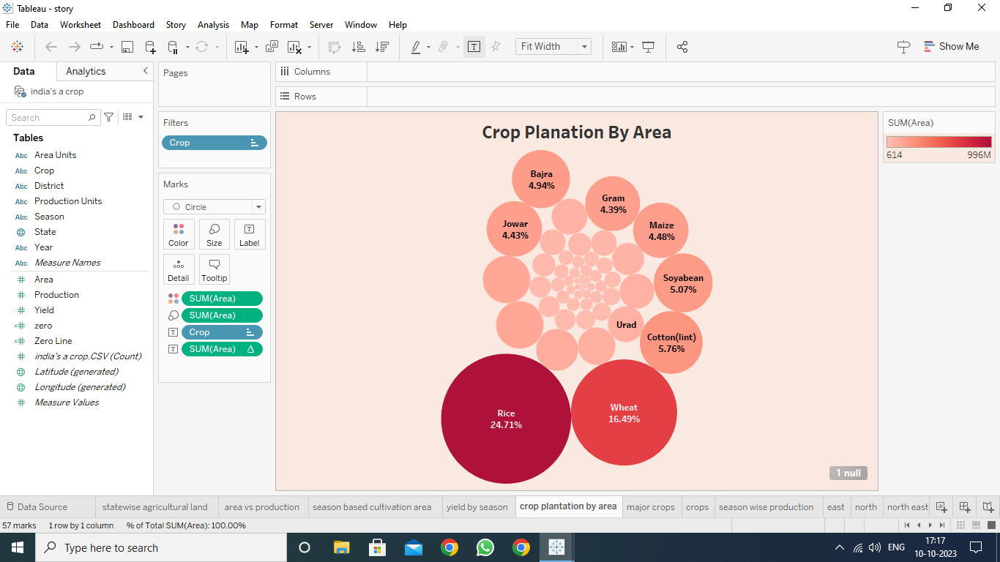 Tableau - story
File Data Worksheet Dashboard Story Analysis Map Format Server Window Help
Fit Width
Show Me
Data Analytics
india's a crop
Search
Tables
Abc Area Units
Abc Crop
Abc District
Abc Production Units
Abc Season
State
Abc Year
Abc Measure Names
# Area
# Production
# Yield
=# zero
=# Zero Line
# india's a crop.CSV (Count)
Latitude (generated)
Longitude (generated)
# Measure Values
Pages
Filters
Crop
Marks
Circle
Color Size Label
Detail Tooltip
SUM(Area)
SUM(Area)
Crop
SUM(Area) Δ
Columns
Rows
Crop Planation By Area
Bajra
4.94%
Gram
4.39%
Jowar
4.43%
Maize
4.48%
Soyabean
5.07%
Urad
Cotton(lint)
5.76%
Rice
24.71%
Wheat
16.49%
1 null
SUM(Area)
614 996M
Data Source statewise agricultural land area vs production season based cultivation area yield by season crop plantation by area major crops crops season wise production east north north east
57 marks 1 row by 1 column % of Total SUM(Area): 100.00%
Type here to search
ENG
17:17
10-10-2023